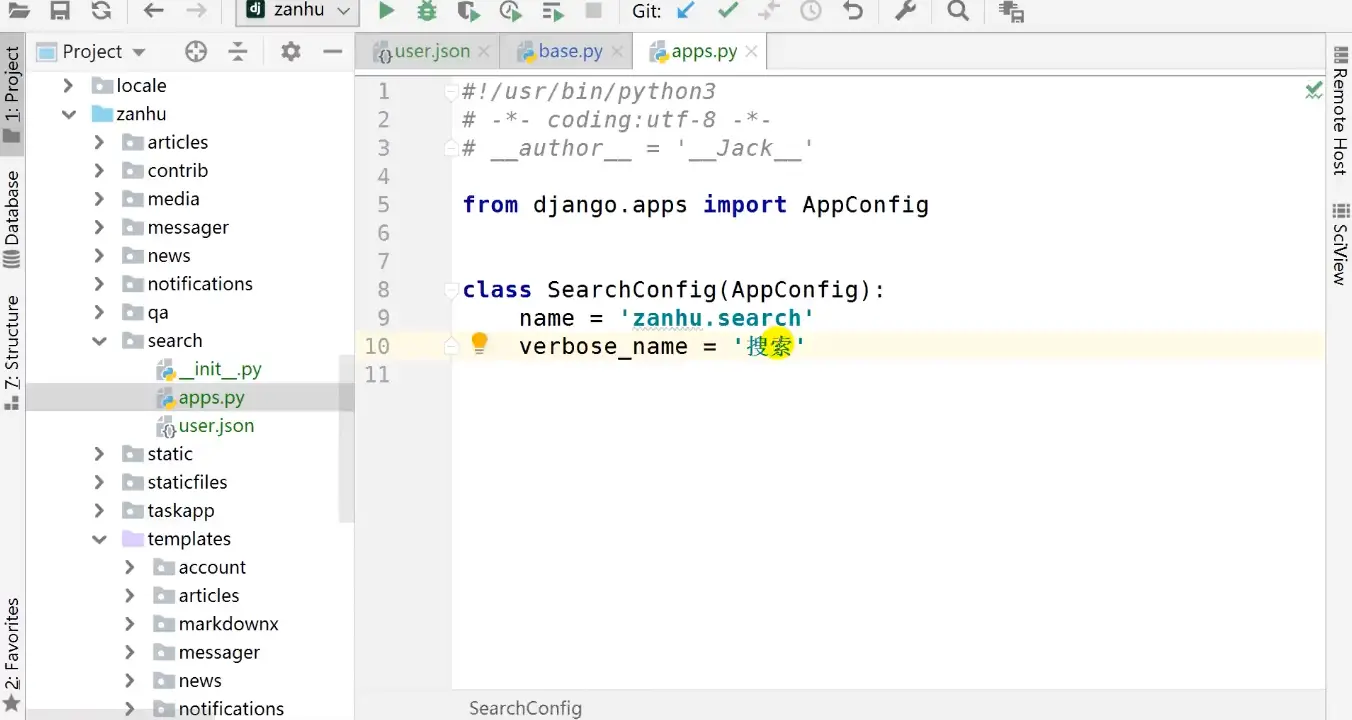 zanhu
Git:
1: Project
Database
7: Structure
2: Favorites
Project
locale
zanhu
articles
contrib
media
messager
news
notifications
qa
search
__init__.py
apps.py
user.json
static
staticfiles
taskapp
templates
account
articles
markdownx
messager
news
notifications
user.json
base.py
apps.py
1 #!/usr/bin/python3
2 # -*- coding:utf-8 -*-
3 # __author__ = '__Jack__'
4
5 from django.apps import AppConfig
6
7
8 class SearchConfig(AppConfig):
9 name = 'zanhu.search'
10 verbose_name = '搜索'
11
SearchConfig
Remote Host
SciView